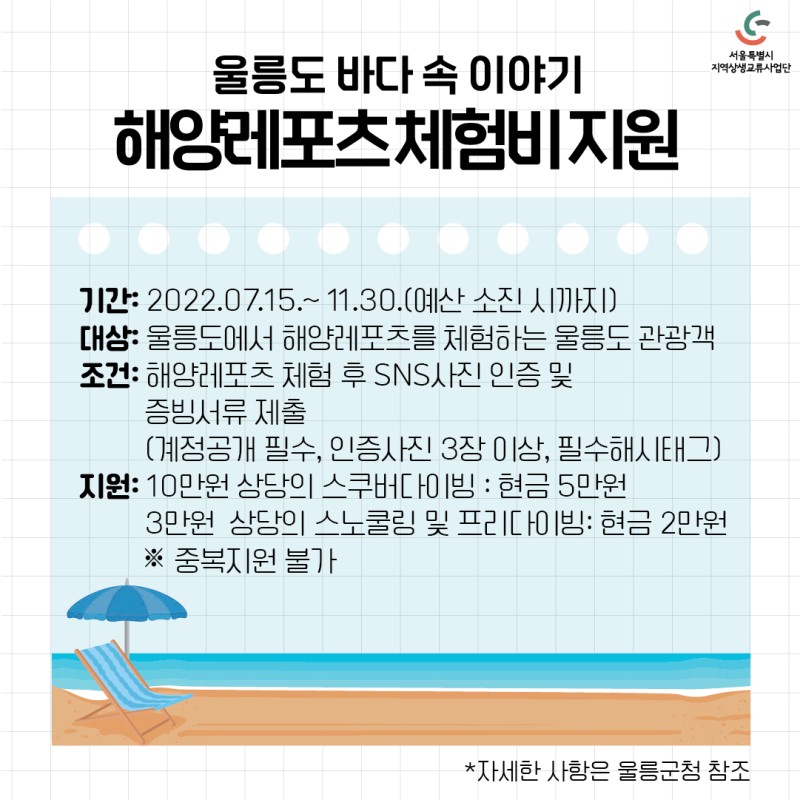 서울특별시
지역상생교류사업단
울릉도 바다 속 이야기
해양레포츠 체험비 지원
기간: 2022.07.15.~ 11.30.(예산 소진 시까지)
대상: 울릉도에서 해양레포츠를 체험하는 울릉도 관광객
조건: 해양레포츠 체험 후 SNS사진 인증 및
증빙서류 제출
(계정공개 필수, 인증사진 3장 이상, 필수해시태그)
지원: 10만원 상당의 스쿠버다이빙 : 현금 5만원
3만원 상당의 스노쿨링 및 프리다이빙: 현금 2만원
※ 중복지원 불가
*자세한 사항은 울릉군청 참조